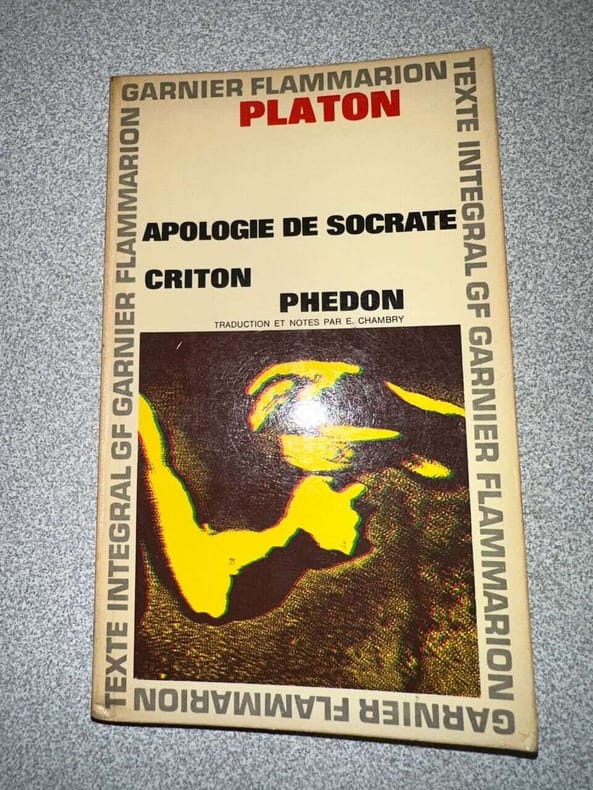 GARNIER FLAMMARION
PLATON
APOLOGIE DE SOCRATE
CRITON
PHEDON
TRADUCTION ET NOTES PAR E. CHAMBRY
TEXTE INTEGRAL GF GARNIER FLAMMARION
GARNIER FLAMMARION
TEXTE INTEGRAL GF GARNIER FLAMMARION